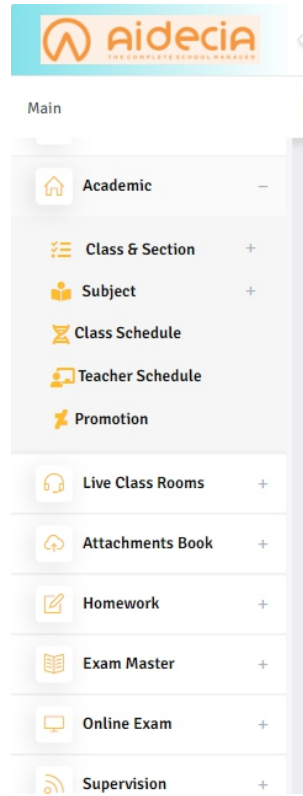 Aidecia
THE COMPLETE SCHOOL MANAGER
Main
Academic
Class & Section
Subject
Class Schedule
Teacher Schedule
Promotion
Live Class Rooms
Attachments Book
Homework
Exam Master
Online Exam
Supervision